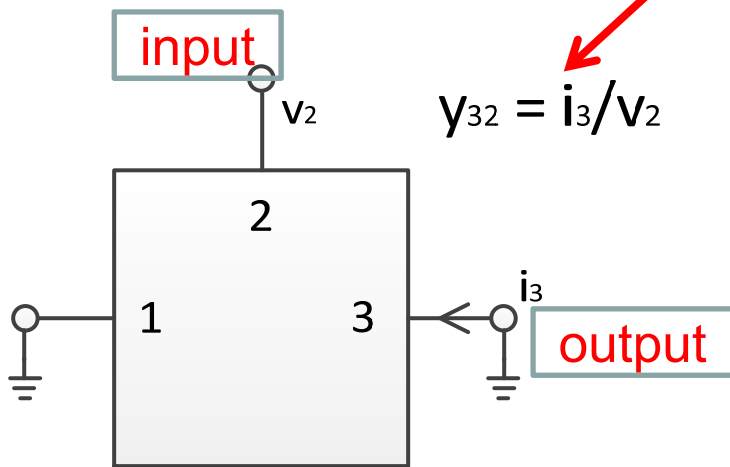 input
v₂
y₃₂ = i₃/v₂
2
1
3
i₃
output